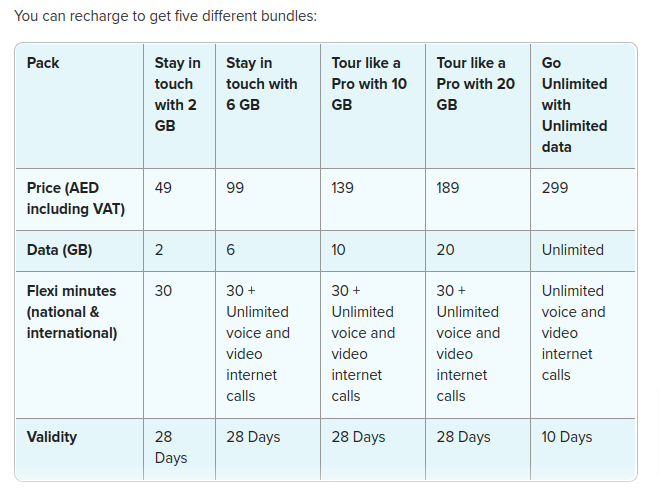 You can recharge to get five different bundles:
Pack
Stay in
touch
with 2
GB
Stay in
touch with
6 GB
Tour like a
Pro with 10
GB
Tour like a
Pro with 20
GB
Go
Unlimited
with
Unlimited
data
Price (AED
including VAT)
49
99
139
189
299
Data (GB)
2
6
10
20
Unlimited
Flexi minutes
(national &
international)
30
30 +
Unlimited
voice and
video
internet
calls
30 +
Unlimited
voice and
video
internet
calls
30 +
Unlimited
voice and
video
internet
calls
Unlimited
voice and
video
internet
calls
Validity
28
Days
28 Days
28 Days
28 Days
10 Days